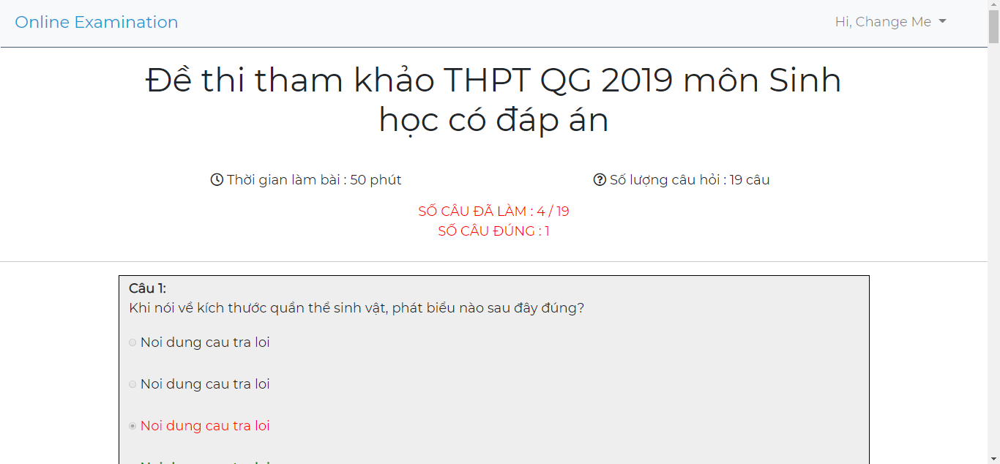 Online Examination
Hi, Change Me
Đề thi tham khảo THPT QG 2019 môn Sinh
học có đáp án
Thời gian làm bài : 50 phút
Số lượng câu hỏi : 19 câu
SỐ CÂU ĐÃ LÀM : 4 / 19
SỐ CÂU ĐÚNG : 1
Câu 1:
Khi nói về kích thước quần thể sinh vật, phát biểu nào sau đây đúng?
Noi dung cau tra loi
Noi dung cau tra loi
Noi dung cau tra loi